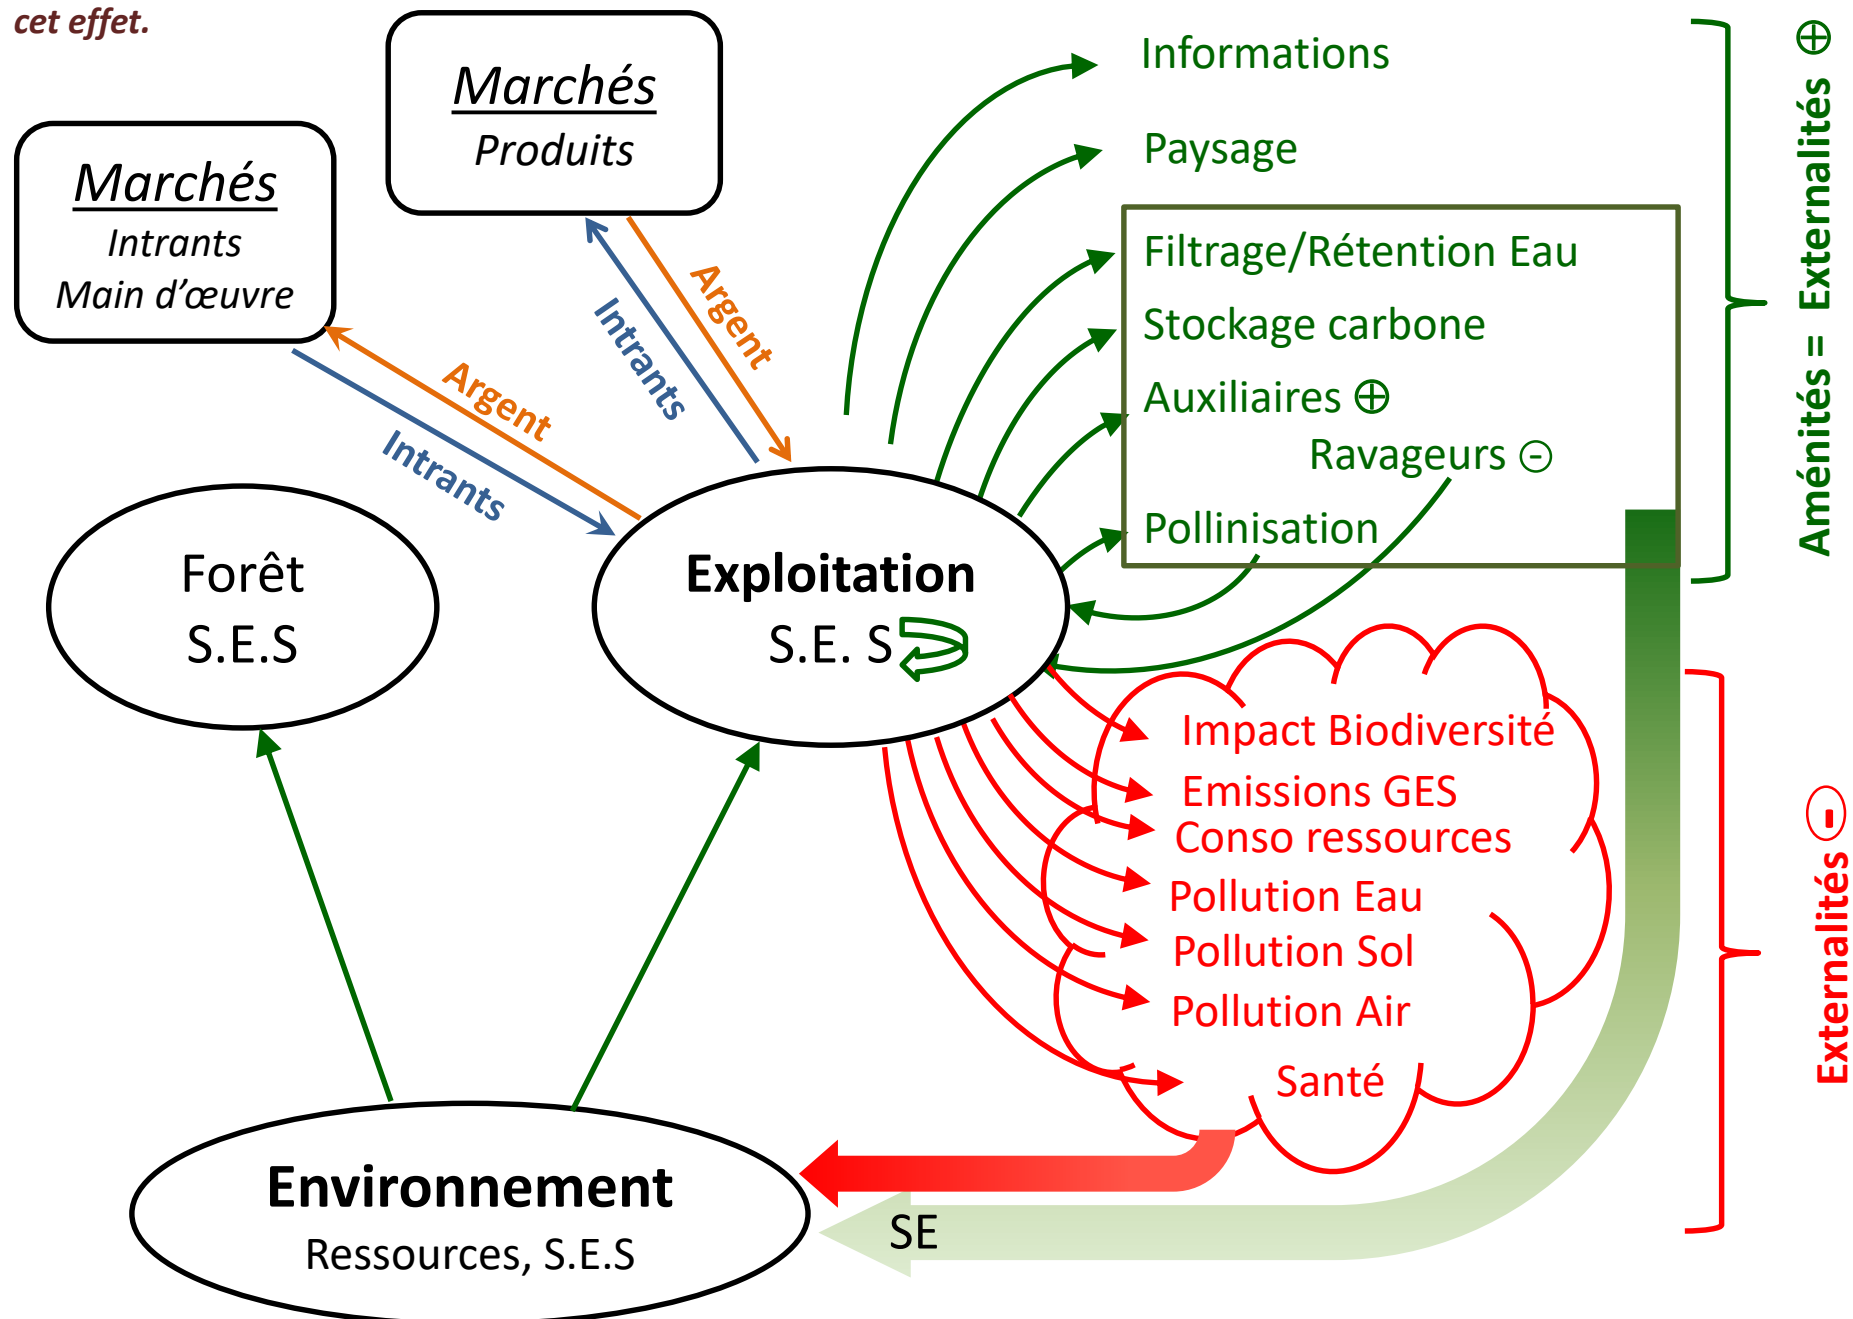 cet effet.
Marchés
Produits
Marchés
Intrants
Main d'œuvre
Argent
Intrants
Argent
Intrants
Forêt
S.E.S
Exploitation
S.E. S
Environnement
Ressources, S.E.S
Informations
Paysage
Filtrage/Rétention Eau
Stockage carbone
Auxiliaires ⊕
Ravageurs ⊖
Pollinisation
Impact Biodiversité
Emissions GES
Conso ressources
Pollution Eau
Pollution Sol
Pollution Air
Santé
SE
Aménités = Externalités ⊕
Externalités ⊖